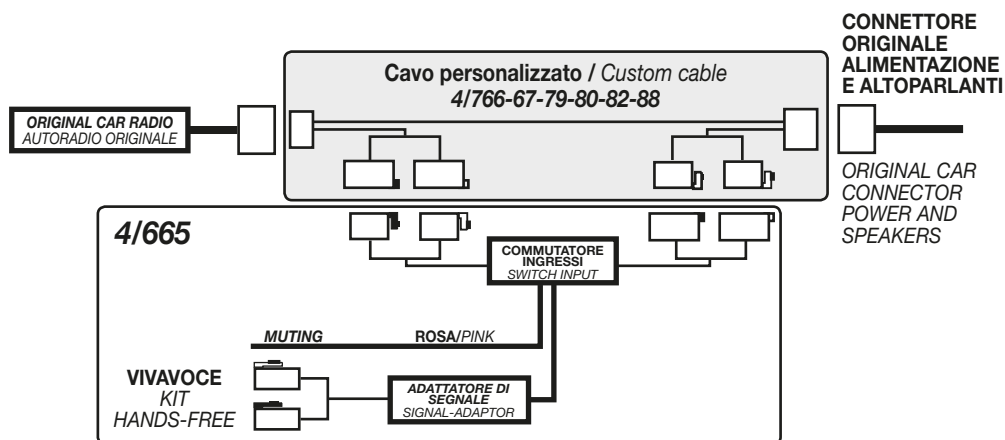 CONNETTORE
ORIGINALE
ALIMENTAZIONE
E ALTOPARLANTI
Cavo personalizzato / Custom cable
4/766-67-79-80-82-88
ORIGINAL CAR RADIO
AUTORADIO ORIGINALE
ORIGINAL CAR
CONNECTOR
POWER AND
SPEAKERS
4/665
COMMUTATORE
INGRESSI
SWITCH INPUT
MUTING
ROSA/PINK
VIVAVOCE
KIT
HANDS-FREE
ADATTATORE DI
SEGNALE
SIGNAL-ADAPTOR